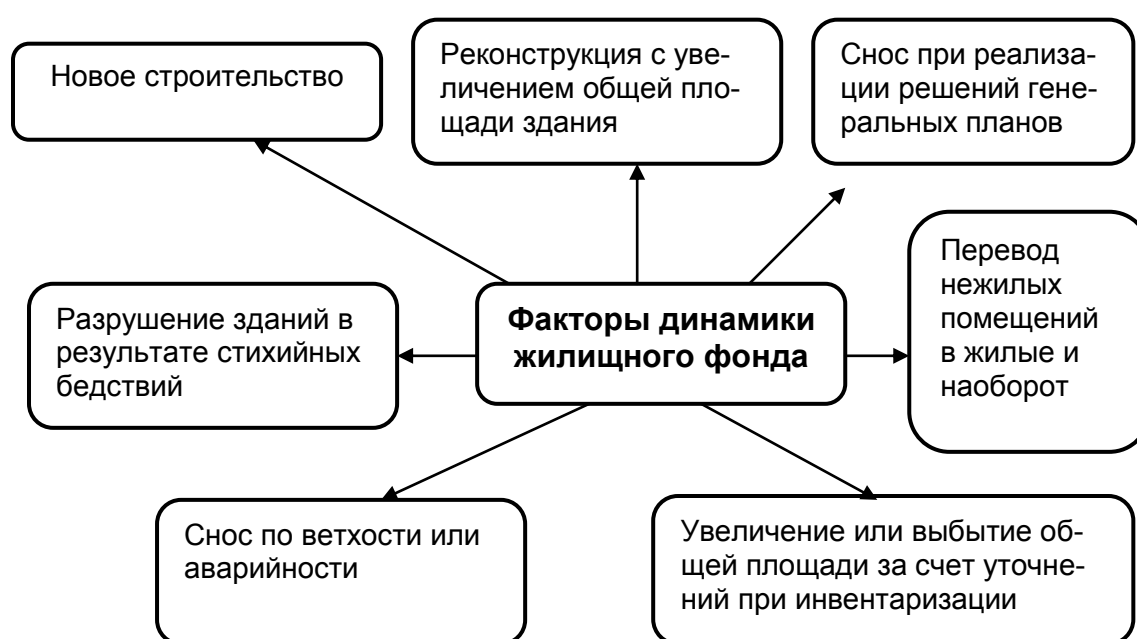 Новое строительство
Реконструкция с уве-
личением общей пло-
щади здания
Снос при реализа-
ции решений гене-
ральных планов
Разрушение зданий в
результате стихийных
бедствий
Факторы динамики
жилищного фонда
Перевод
нежилых
помещений
в жилые и
наоборот
Снос по ветхости или
аварийности
Увеличение или выбытие об-
щей площади за счет уточне-
ний при инвентаризации